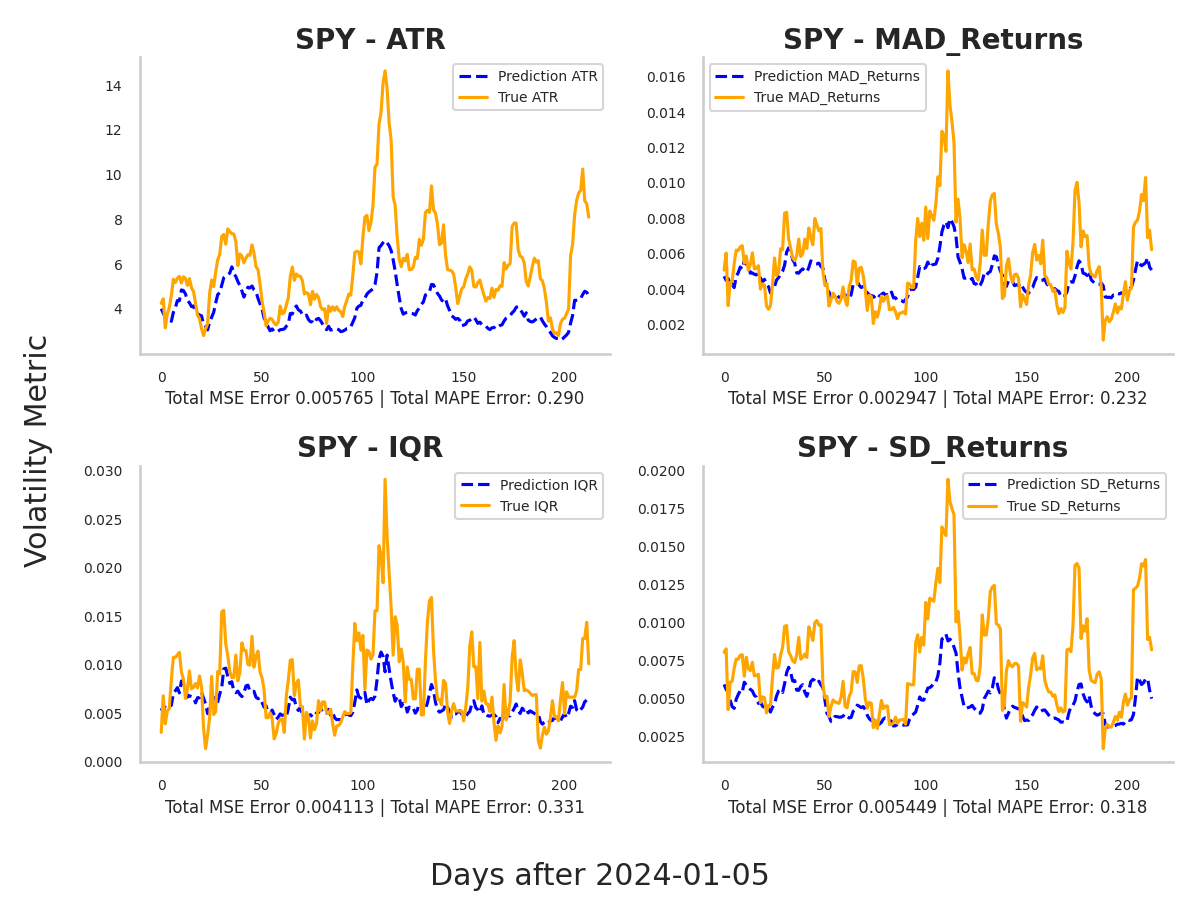 Volatility Metric
SPY - ATR
Prediction ATR
True ATR
14
12
10
8
6
4
0 50 100 150 200
Total MSE Error 0.005765 | Total MAPE Error: 0.290
SPY - MAD_Returns
Prediction MAD_Returns
True MAD_Returns
0.016
0.014
0.012
0.010
0.008
0.006
0.004
0.002
0 50 100 150 200
Total MSE Error 0.002947 | Total MAPE Error: 0.232
SPY - IQR
Prediction IQR
True IQR
0.030
0.025
0.020
0.015
0.010
0.005
0.000
0 50 100 150 200
Total MSE Error 0.004113 | Total MAPE Error: 0.331
SPY - SD_Returns
Prediction SD_Returns
True SD_Returns
0.0200
0.0175
0.0150
0.0125
0.0100
0.0075
0.0050
0.0025
0 50 100 150 200
Total MSE Error 0.005449 | Total MAPE Error: 0.318
Days after 2024-01-05